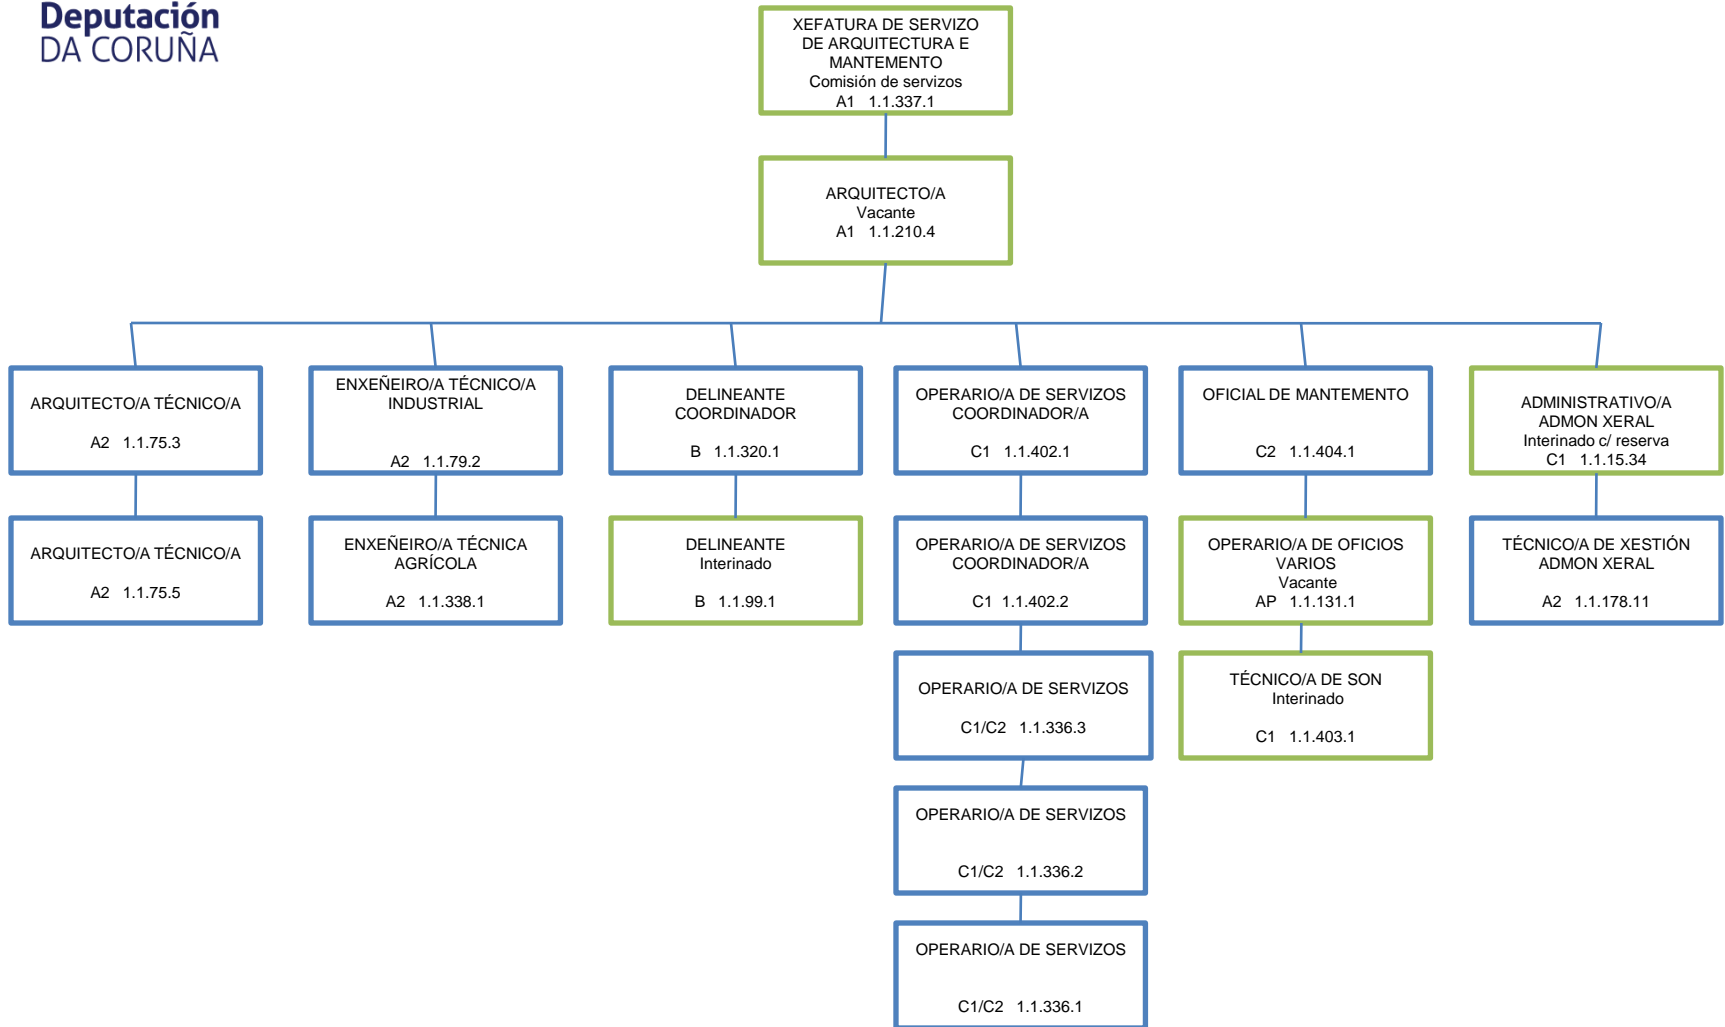 Deputación
DA CORUÑA
XEFATURA DE SERVIZO
DE ARQUITECTURA E
MANTEMENTO
Comisión de servizos
A1 1.1.337.1
ARQUITECTO/A
Vacante
A1 1.1.210.4
ARQUITECTO/A TÉCNICO/A
A2 1.1.75.3
ENXEÑEIRO/A TÉCNICO/A
INDUSTRIAL
A2 1.1.79.2
DELINEANTE
COORDINADOR
B 1.1.320.1
OPERARIO/A DE SERVIZOS
COORDINADOR/A
C1 1.1.402.1
OFICIAL DE MANTEMENTO
C2 1.1.404.1
ADMINISTRATIVO/A
ADMON XERAL
Interinado c/ reserva
C1 1.1.15.34
ARQUITECTO/A TÉCNICO/A
A2 1.1.75.5
ENXEÑEIRO/A TÉCNICA
AGRÍCOLA
A2 1.1.338.1
DELINEANTE
Interinado
B 1.1.99.1
OPERARIO/A DE SERVIZOS
COORDINADOR/A
C1 1.1.402.2
OPERARIO/A DE OFICIOS
VARIOS
Vacante
AP 1.1.131.1
TÉCNICO/A DE XESTIÓN
ADMON XERAL
A2 1.1.178.11
OPERARIO/A DE SERVIZOS
C1/C2 1.1.336.3
TÉCNICO/A DE SON
Interinado
C1 1.1.403.1
OPERARIO/A DE SERVIZOS
C1/C2 1.1.336.2
OPERARIO/A DE SERVIZOS
C1/C2 1.1.336.1